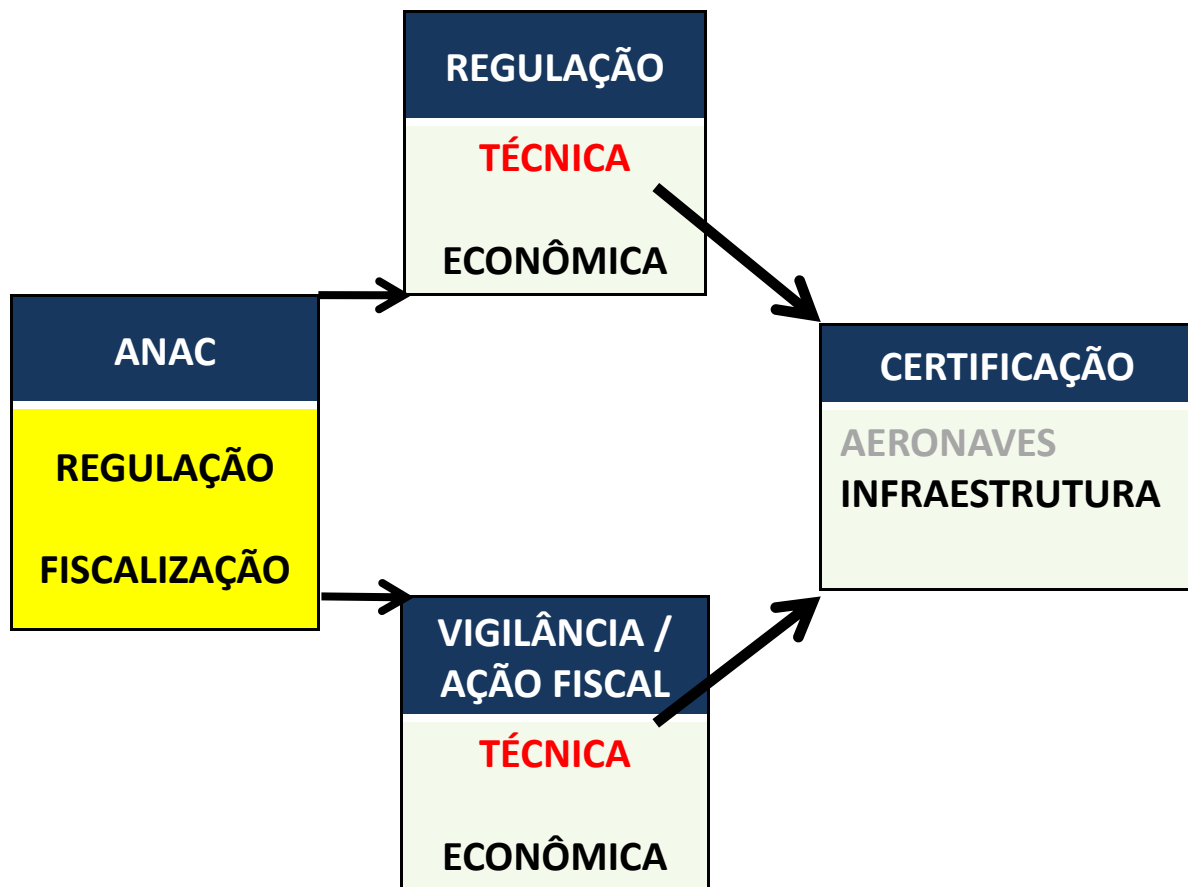 REGULAÇÃO
TÉCNICA
ECONÔMICA
ANAC
REGULAÇÃO
FISCALIZAÇÃO
VIGILÂNCIA /
AÇÃO FISCAL
TÉCNICA
ECONÔMICA
CERTIFICAÇÃO
AERONAVES
INFRAESTRUTURA